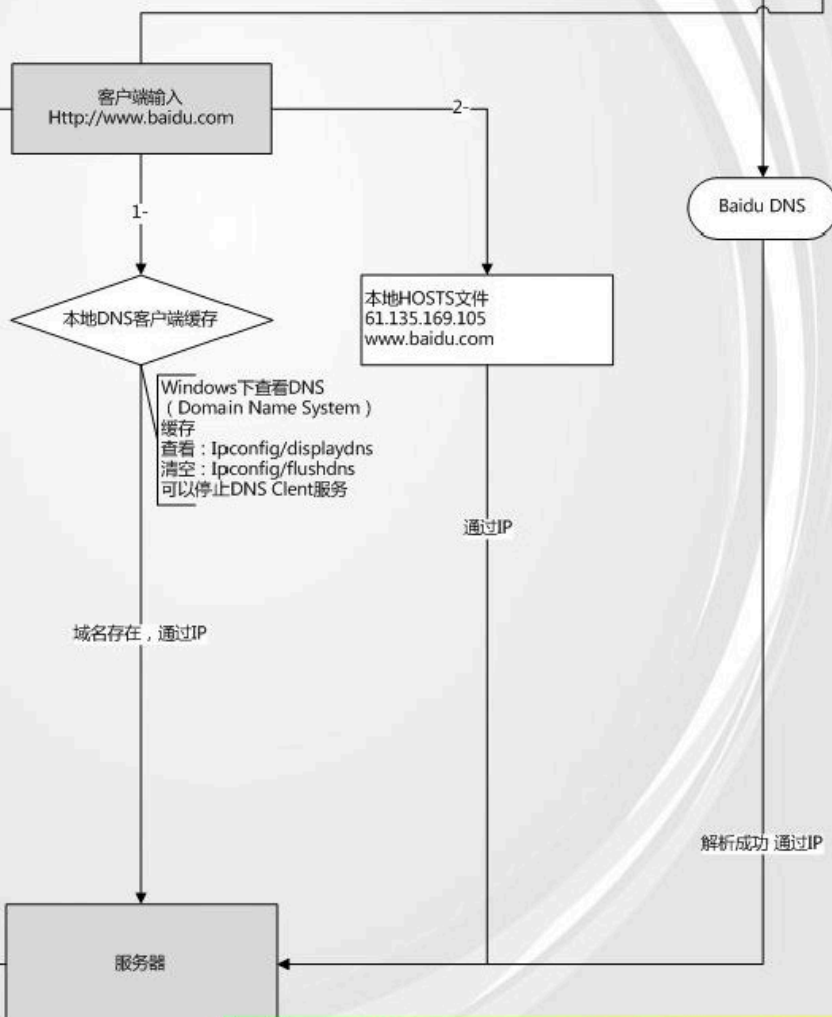 客户端输入
Http://www.baidu.com
2-
1-
Baidu DNS
本地DNS客户端缓存
本地HOSTS文件
61.135.169.105
www.baidu.com
Windows下查看DNS
（Domain Name System）
缓存
查看：Ipconfig/displaydns
清空：Ipconfig/flushdns
可以停止DNS Clent服务
通过IP
域名存在，通过IP
解析成功 通过IP
服务器